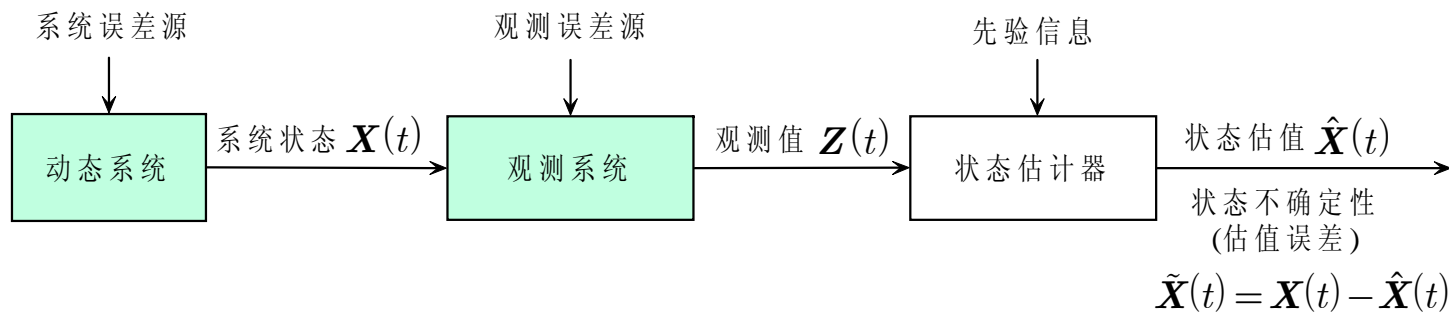 系统误差源
观测误差源
先验信息
动态系统
系统状态 X(t)
观测系统
观测值 Z(t)
状态估计器
状态估值 X̂(t)
状态不确定性
(估值误差)
X̃(t) = X(t) − X̂(t)